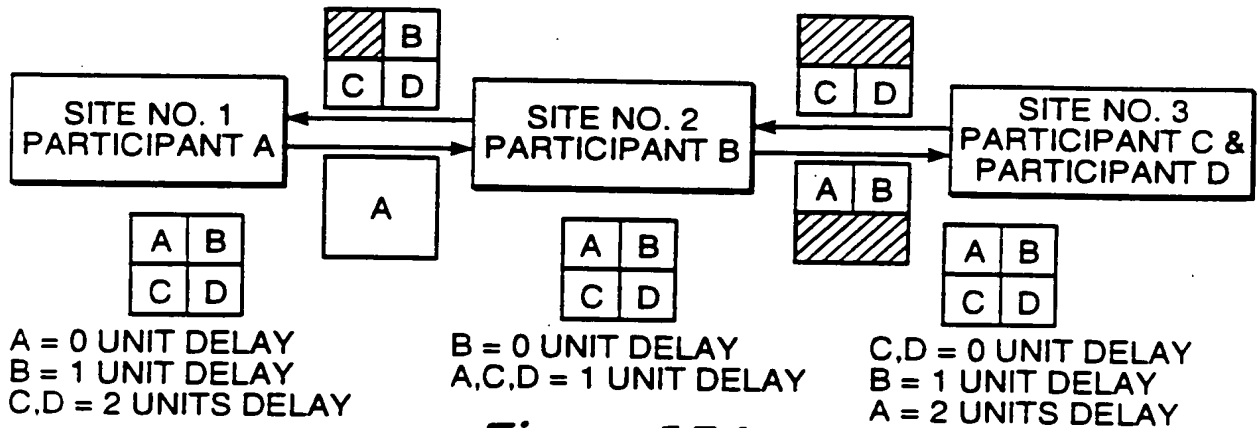 B
C D
C D
SITE NO. 1
PARTICIPANT A
SITE NO. 2
PARTICIPANT B
SITE NO. 3
PARTICIPANT C &
PARTICIPANT D
A
A B
A B
C D
A B
C D
A B
C D
A = 0 UNIT DELAY
B = 1 UNIT DELAY
C,D = 2 UNITS DELAY
B = 0 UNIT DELAY
A,C,D = 1 UNIT DELAY
C,D = 0 UNIT DELAY
B = 1 UNIT DELAY
A = 2 UNITS DELAY